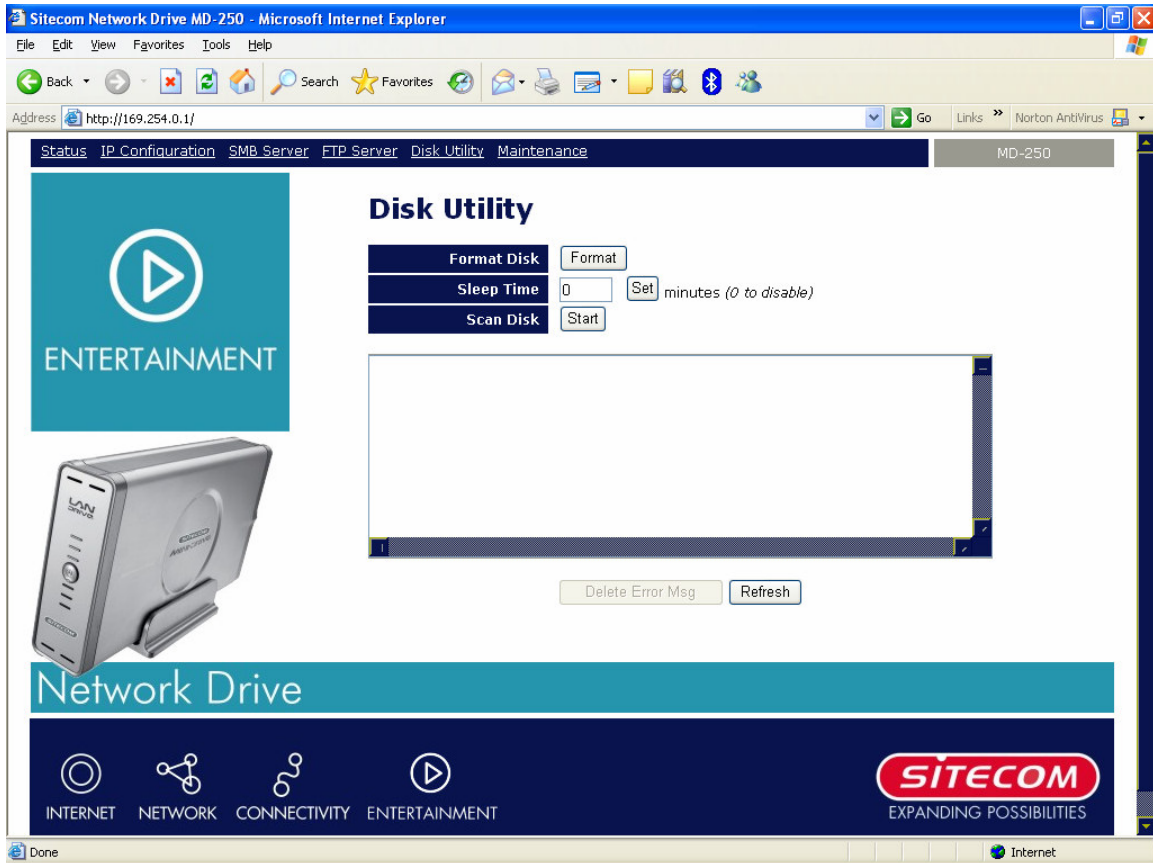 Sitecom Network Drive MD-250 - Microsoft Internet Explorer
File Edit View Favorites Tools Help
Back Search Favorites
Address http://169.254.0.1/ Go Links » Norton AntiVirus
Status IP Configuration SMB Server FTP Server Disk Utility Maintenance MD-250
Disk Utility
Format Disk Format
Sleep Time 0 Set minutes (0 to disable)
Scan Disk Start
ENTERTAINMENT
LAN
DRIVE
SITECOM
Delete Error Msg Refresh
Network Drive
INTERNET NETWORK CONNECTIVITY ENTERTAINMENT
SITECOM
EXPANDING POSSIBILITIES
Done Internet